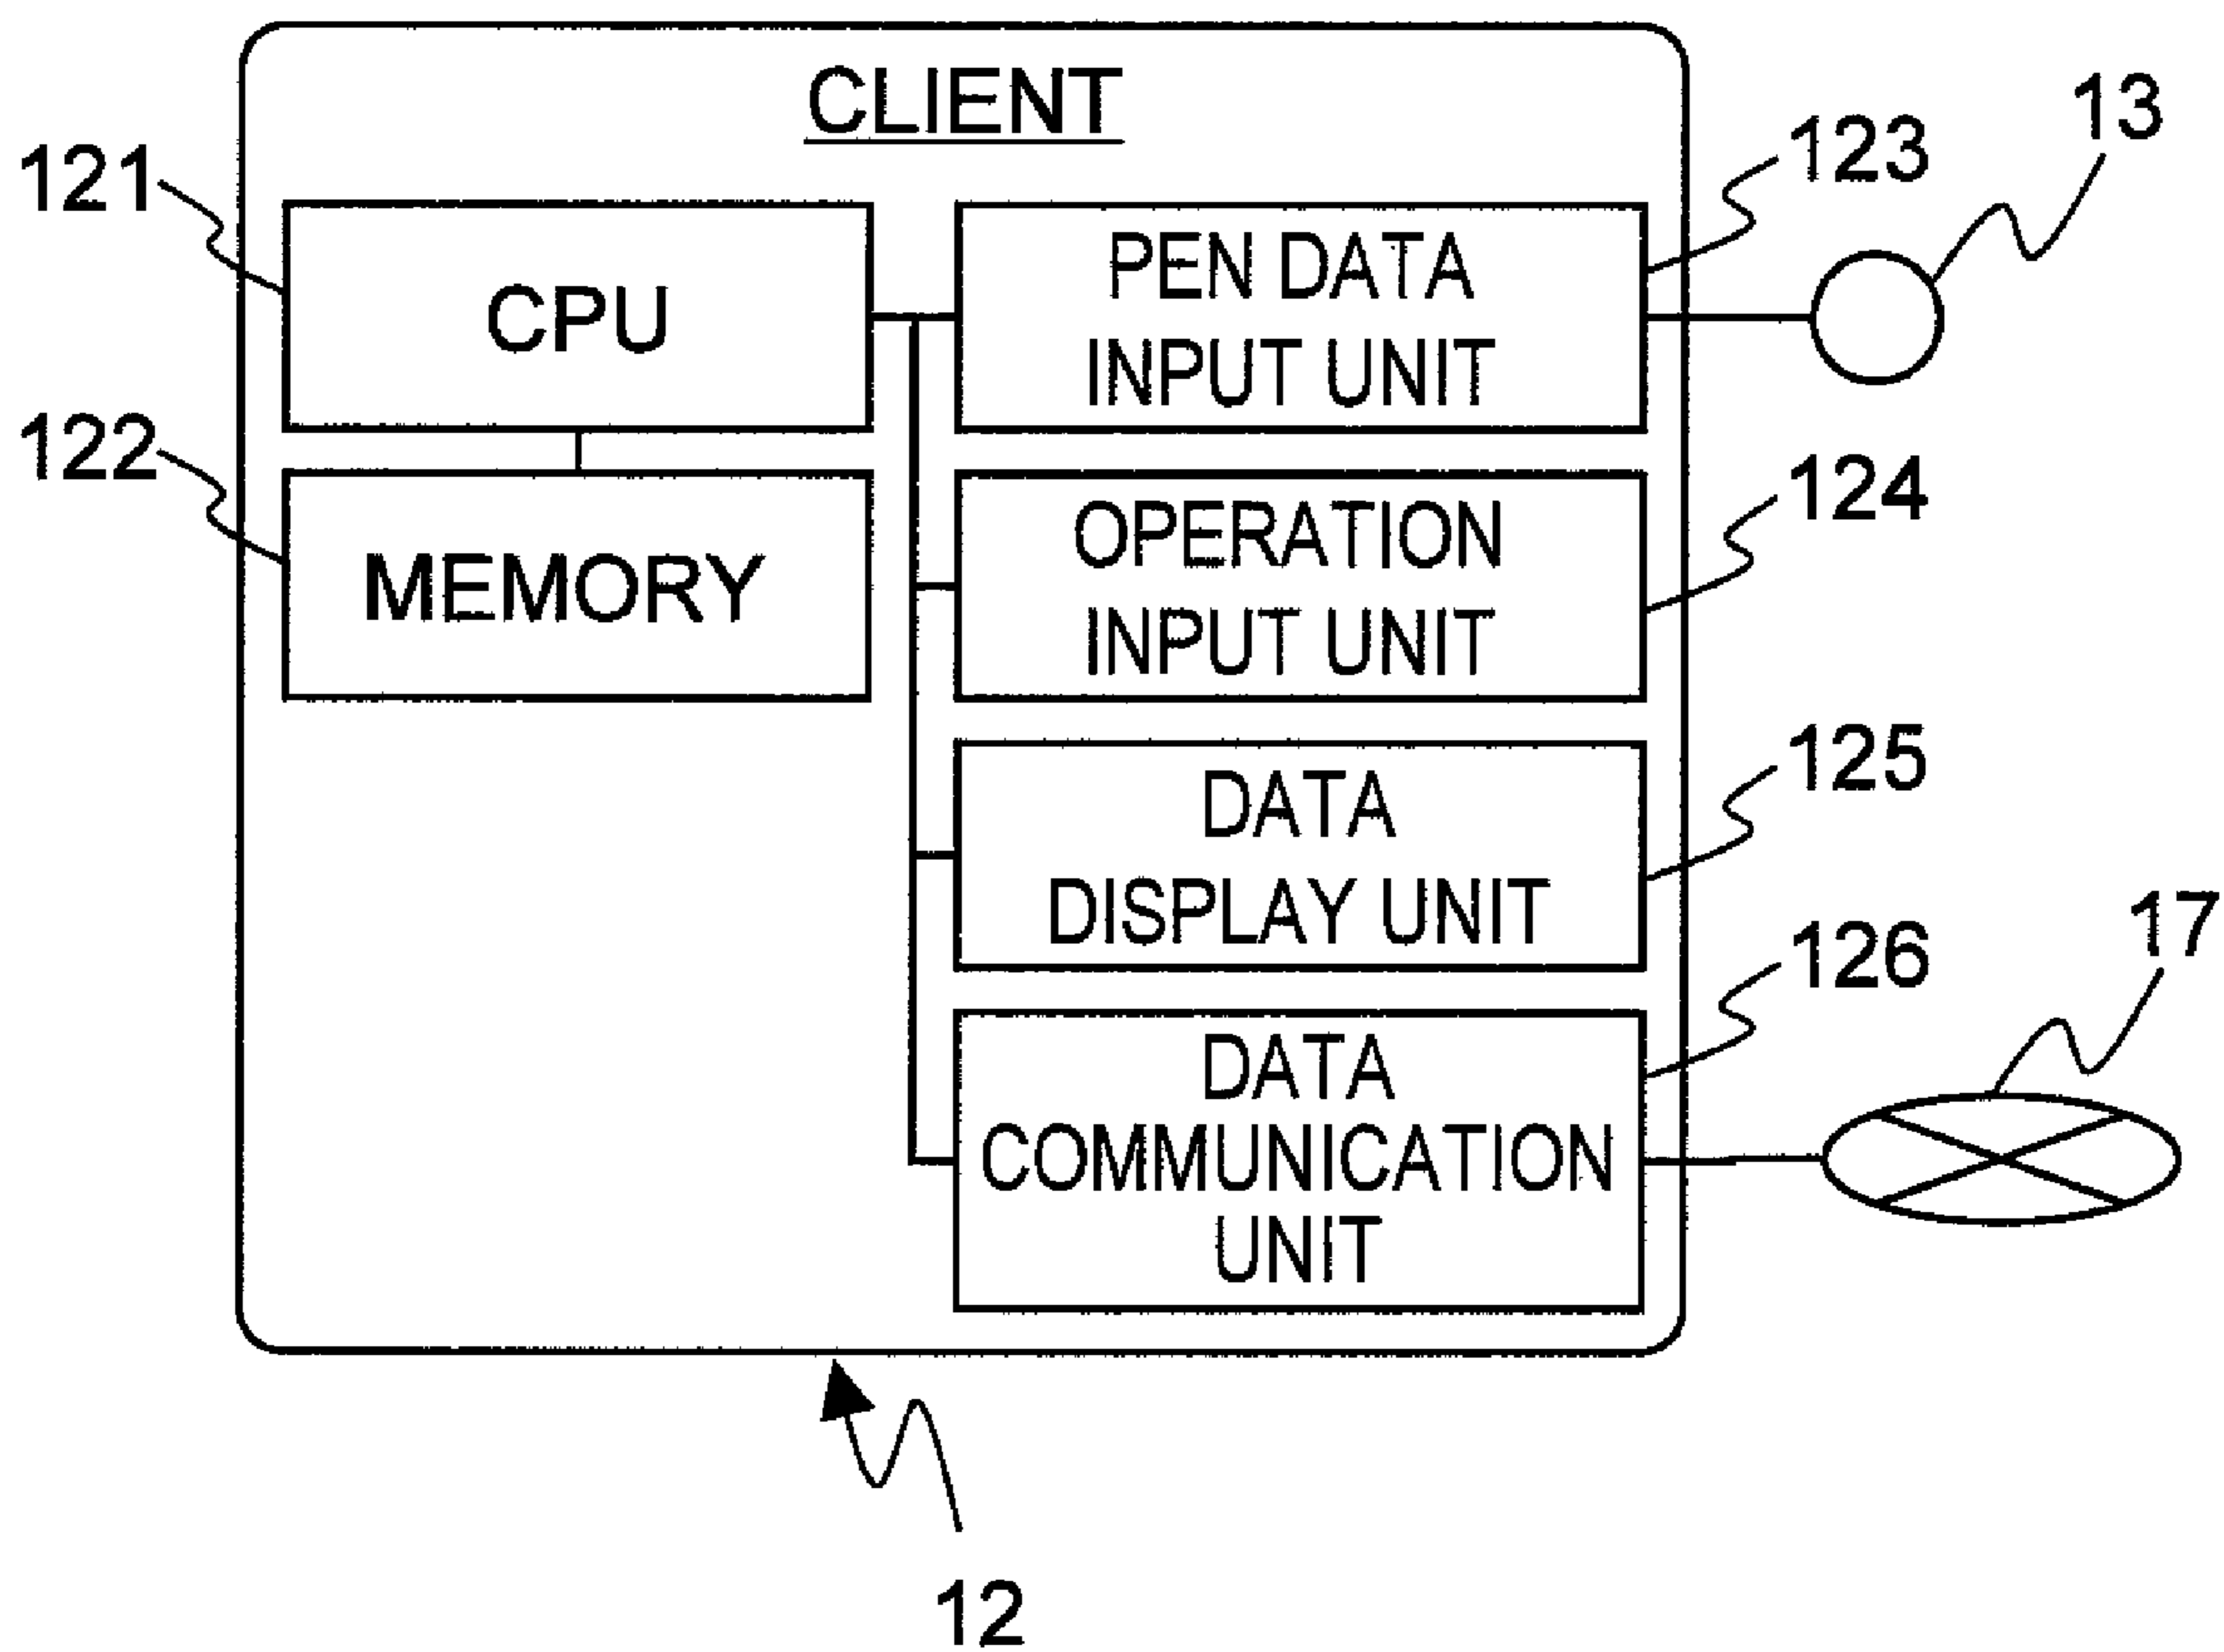 CLIENT
13
123
121
CPU
PEN DATA
INPUT UNIT
122
MEMORY
124
OPERATION
INPUT UNIT
125
DATA
DISPLAY UNIT
126
17
DATA
COMMUNICATION
UNIT
12